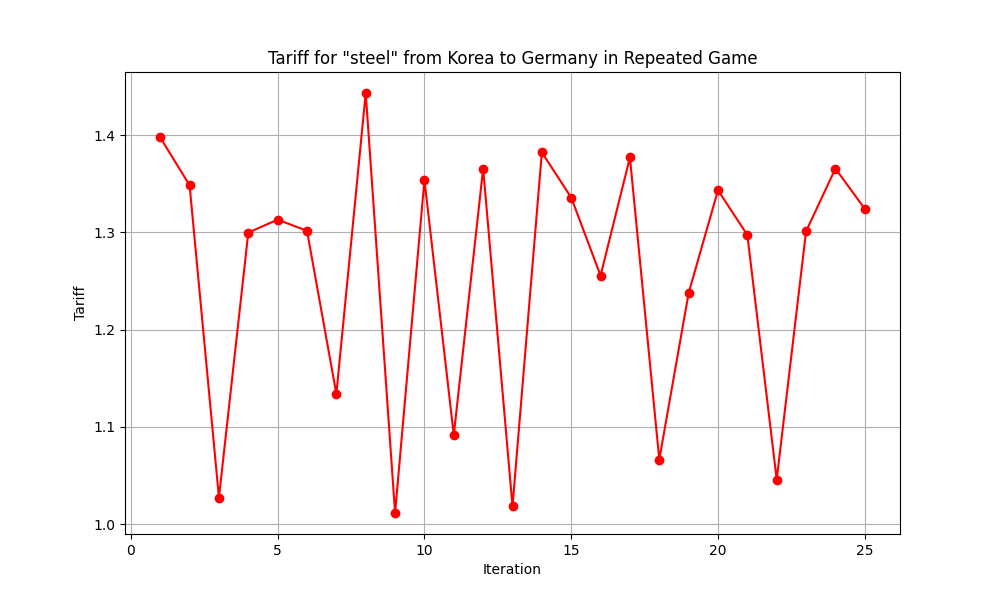 Tariff for "steel" from Korea to Germany in Repeated Game
Tariff
1.4
1.3
1.2
1.1
1.0
0 5 10 15 20 25
Iteration